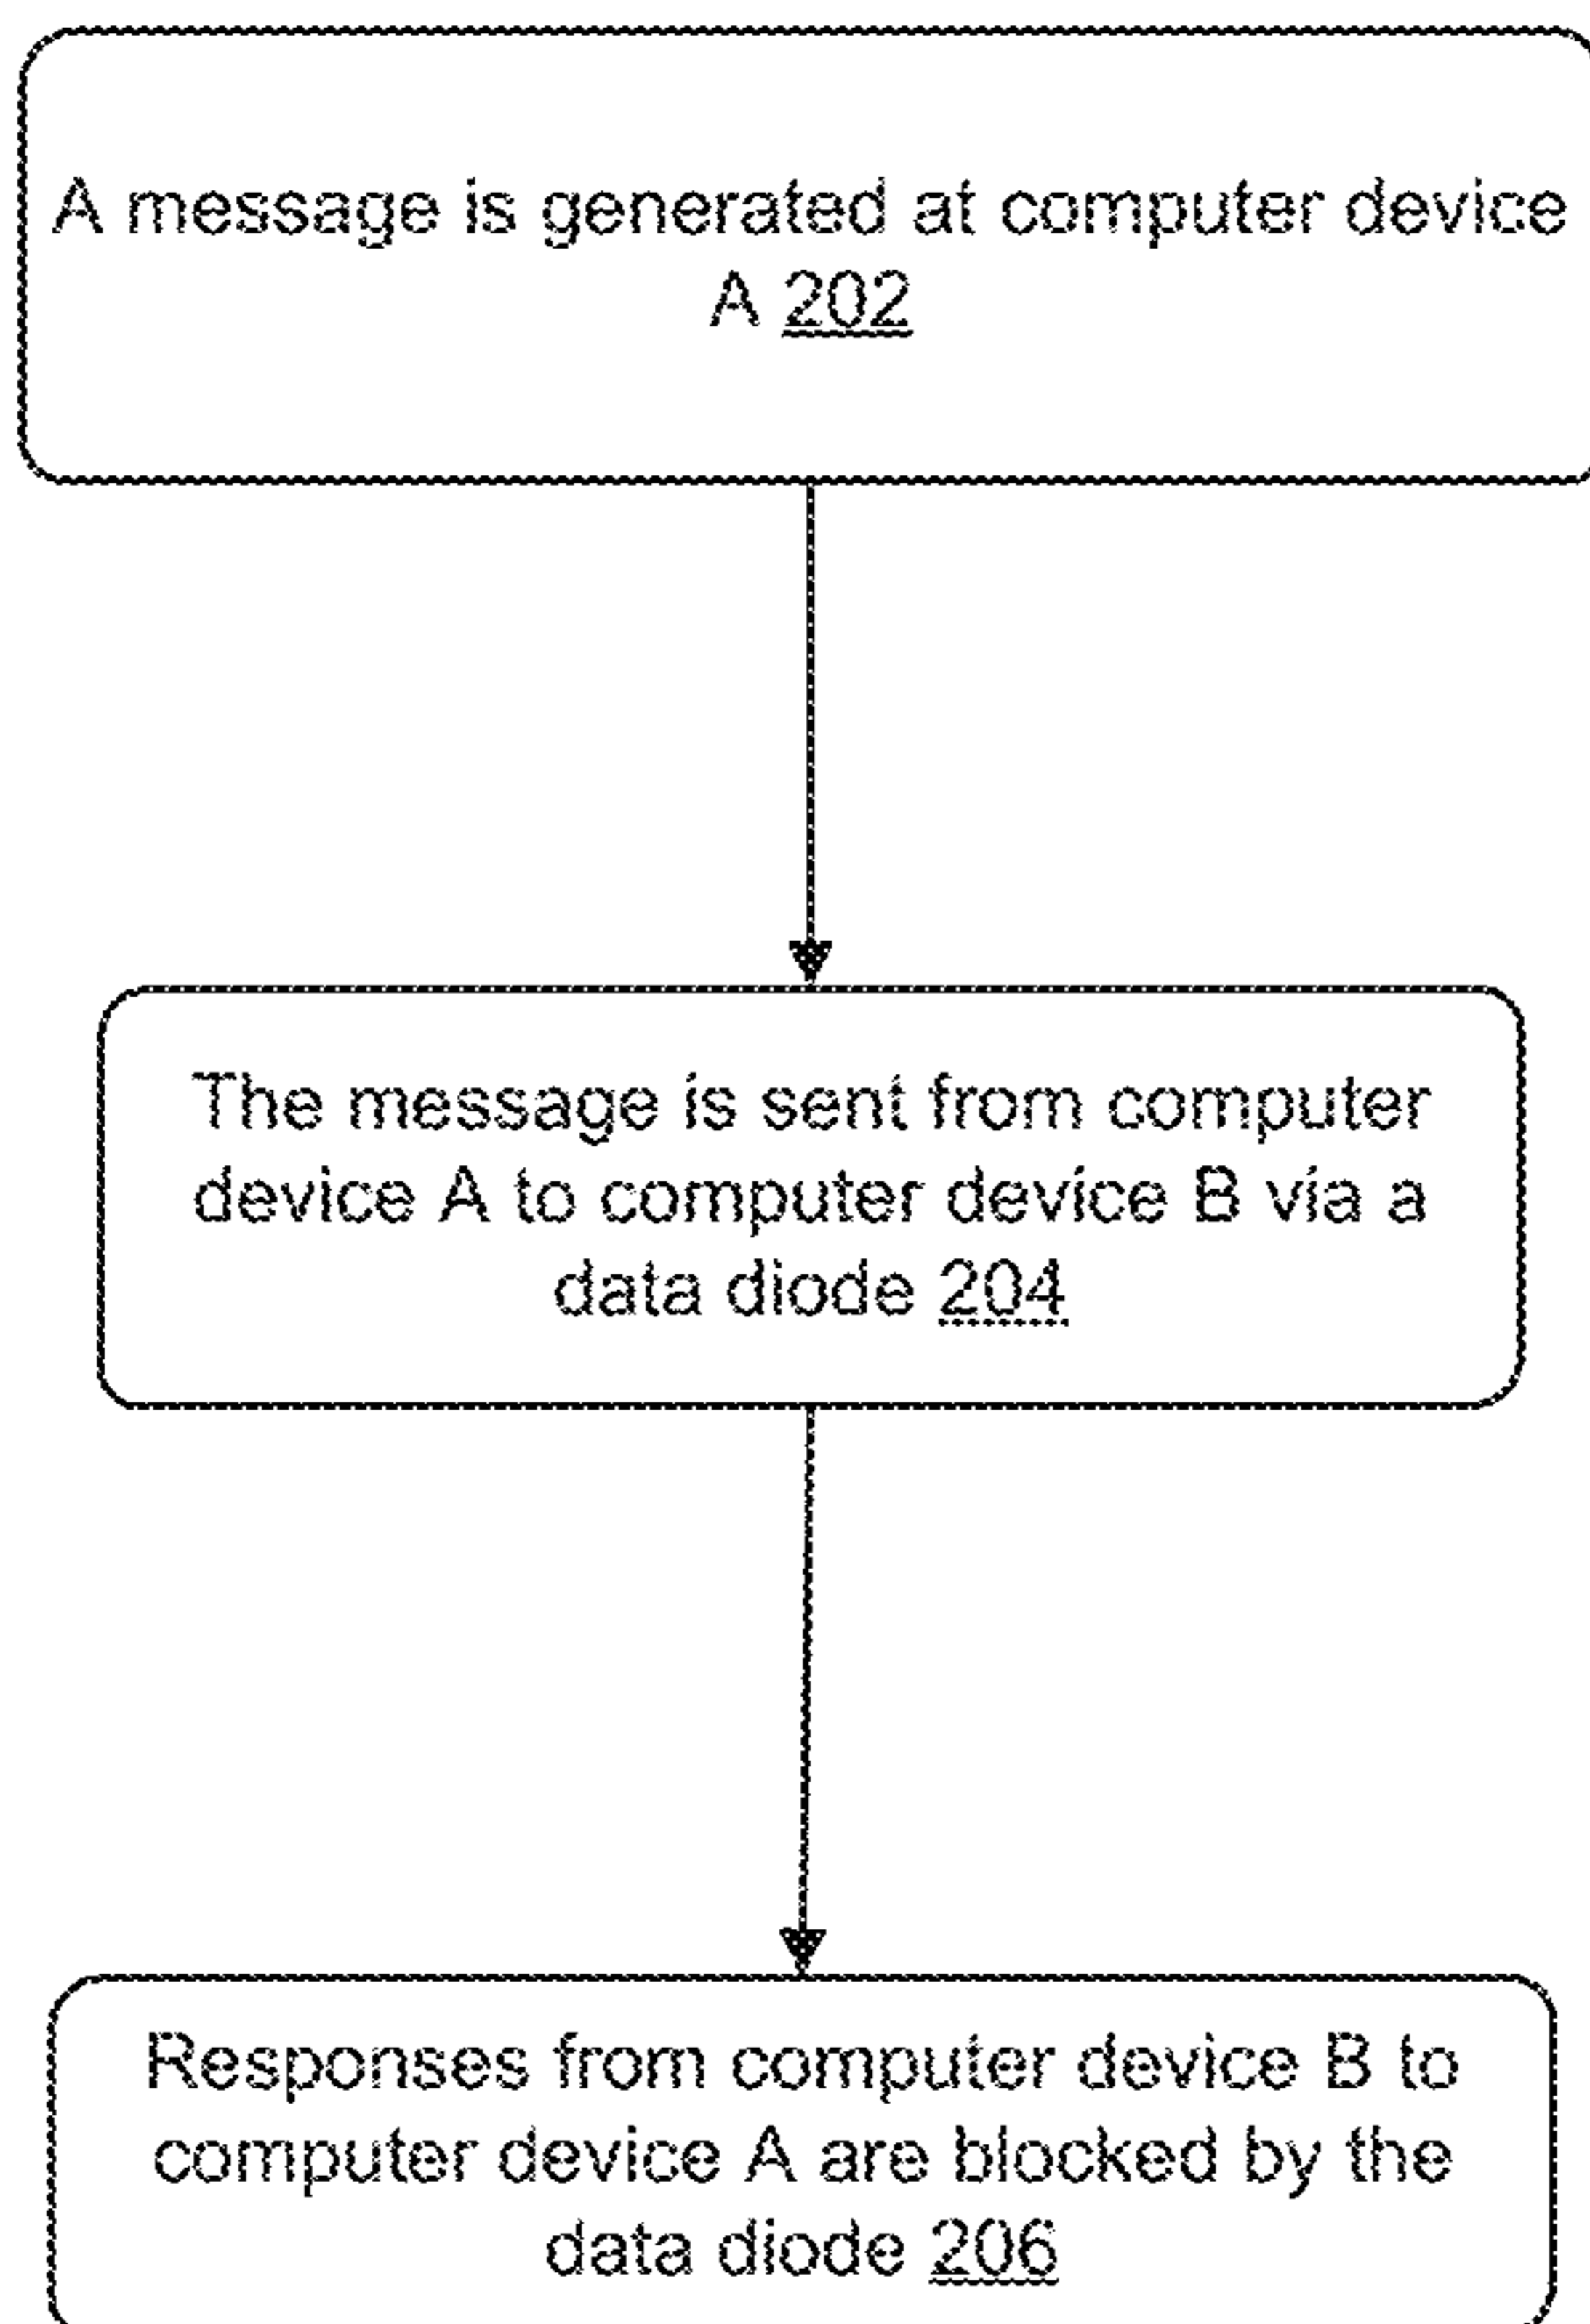 A message is generated at computer device
A 202
The message is sent from computer
device A to computer device B via a
data diode 204
Responses from computer device B to
computer device A are blocked by the
data diode 206